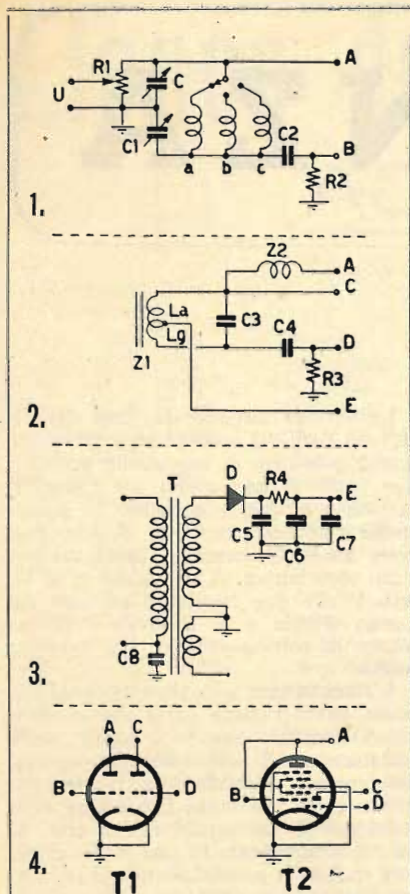 R1
C
A
U
C1
C2
a
b
c
B
R2
1.
Z2
A
C
La
C3
C4
Lg
D
Z1
R3
E
2.
T
D
R4
E
C5
C6
C7
C8
3.
A
C
A
B
D
B
C
D
4.
T1
T2